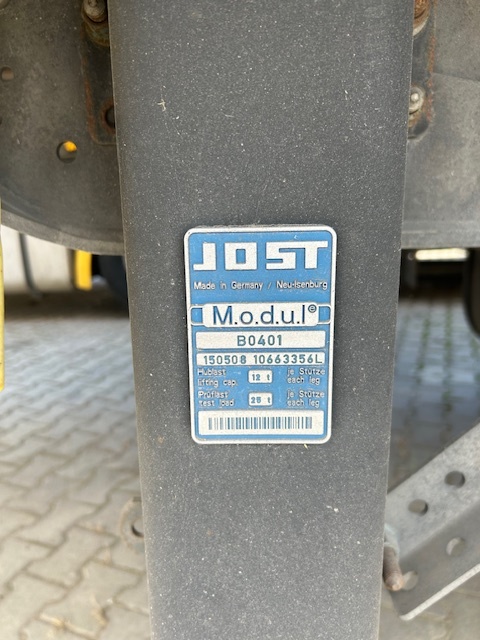 JOST
Made in Germany / Neu-Isenburg
M.o.d.u.l©
B0401
150508 10663356L
Hublast je Stütze
lifting cap. 12 t each leg
Prüflast je Stütze
test load 25 t each leg